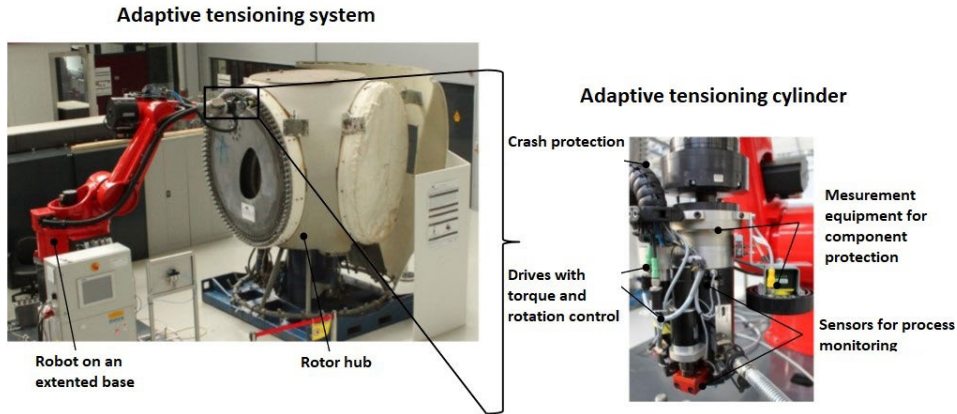 Adaptive tensioning system
Adaptive tensioning cylinder
Crash protection
Mesurement
equipment for
component
protection
Drives with
torque and
rotation control
Sensors for process
monitoring
Robot on an
extented base
Rotor hub